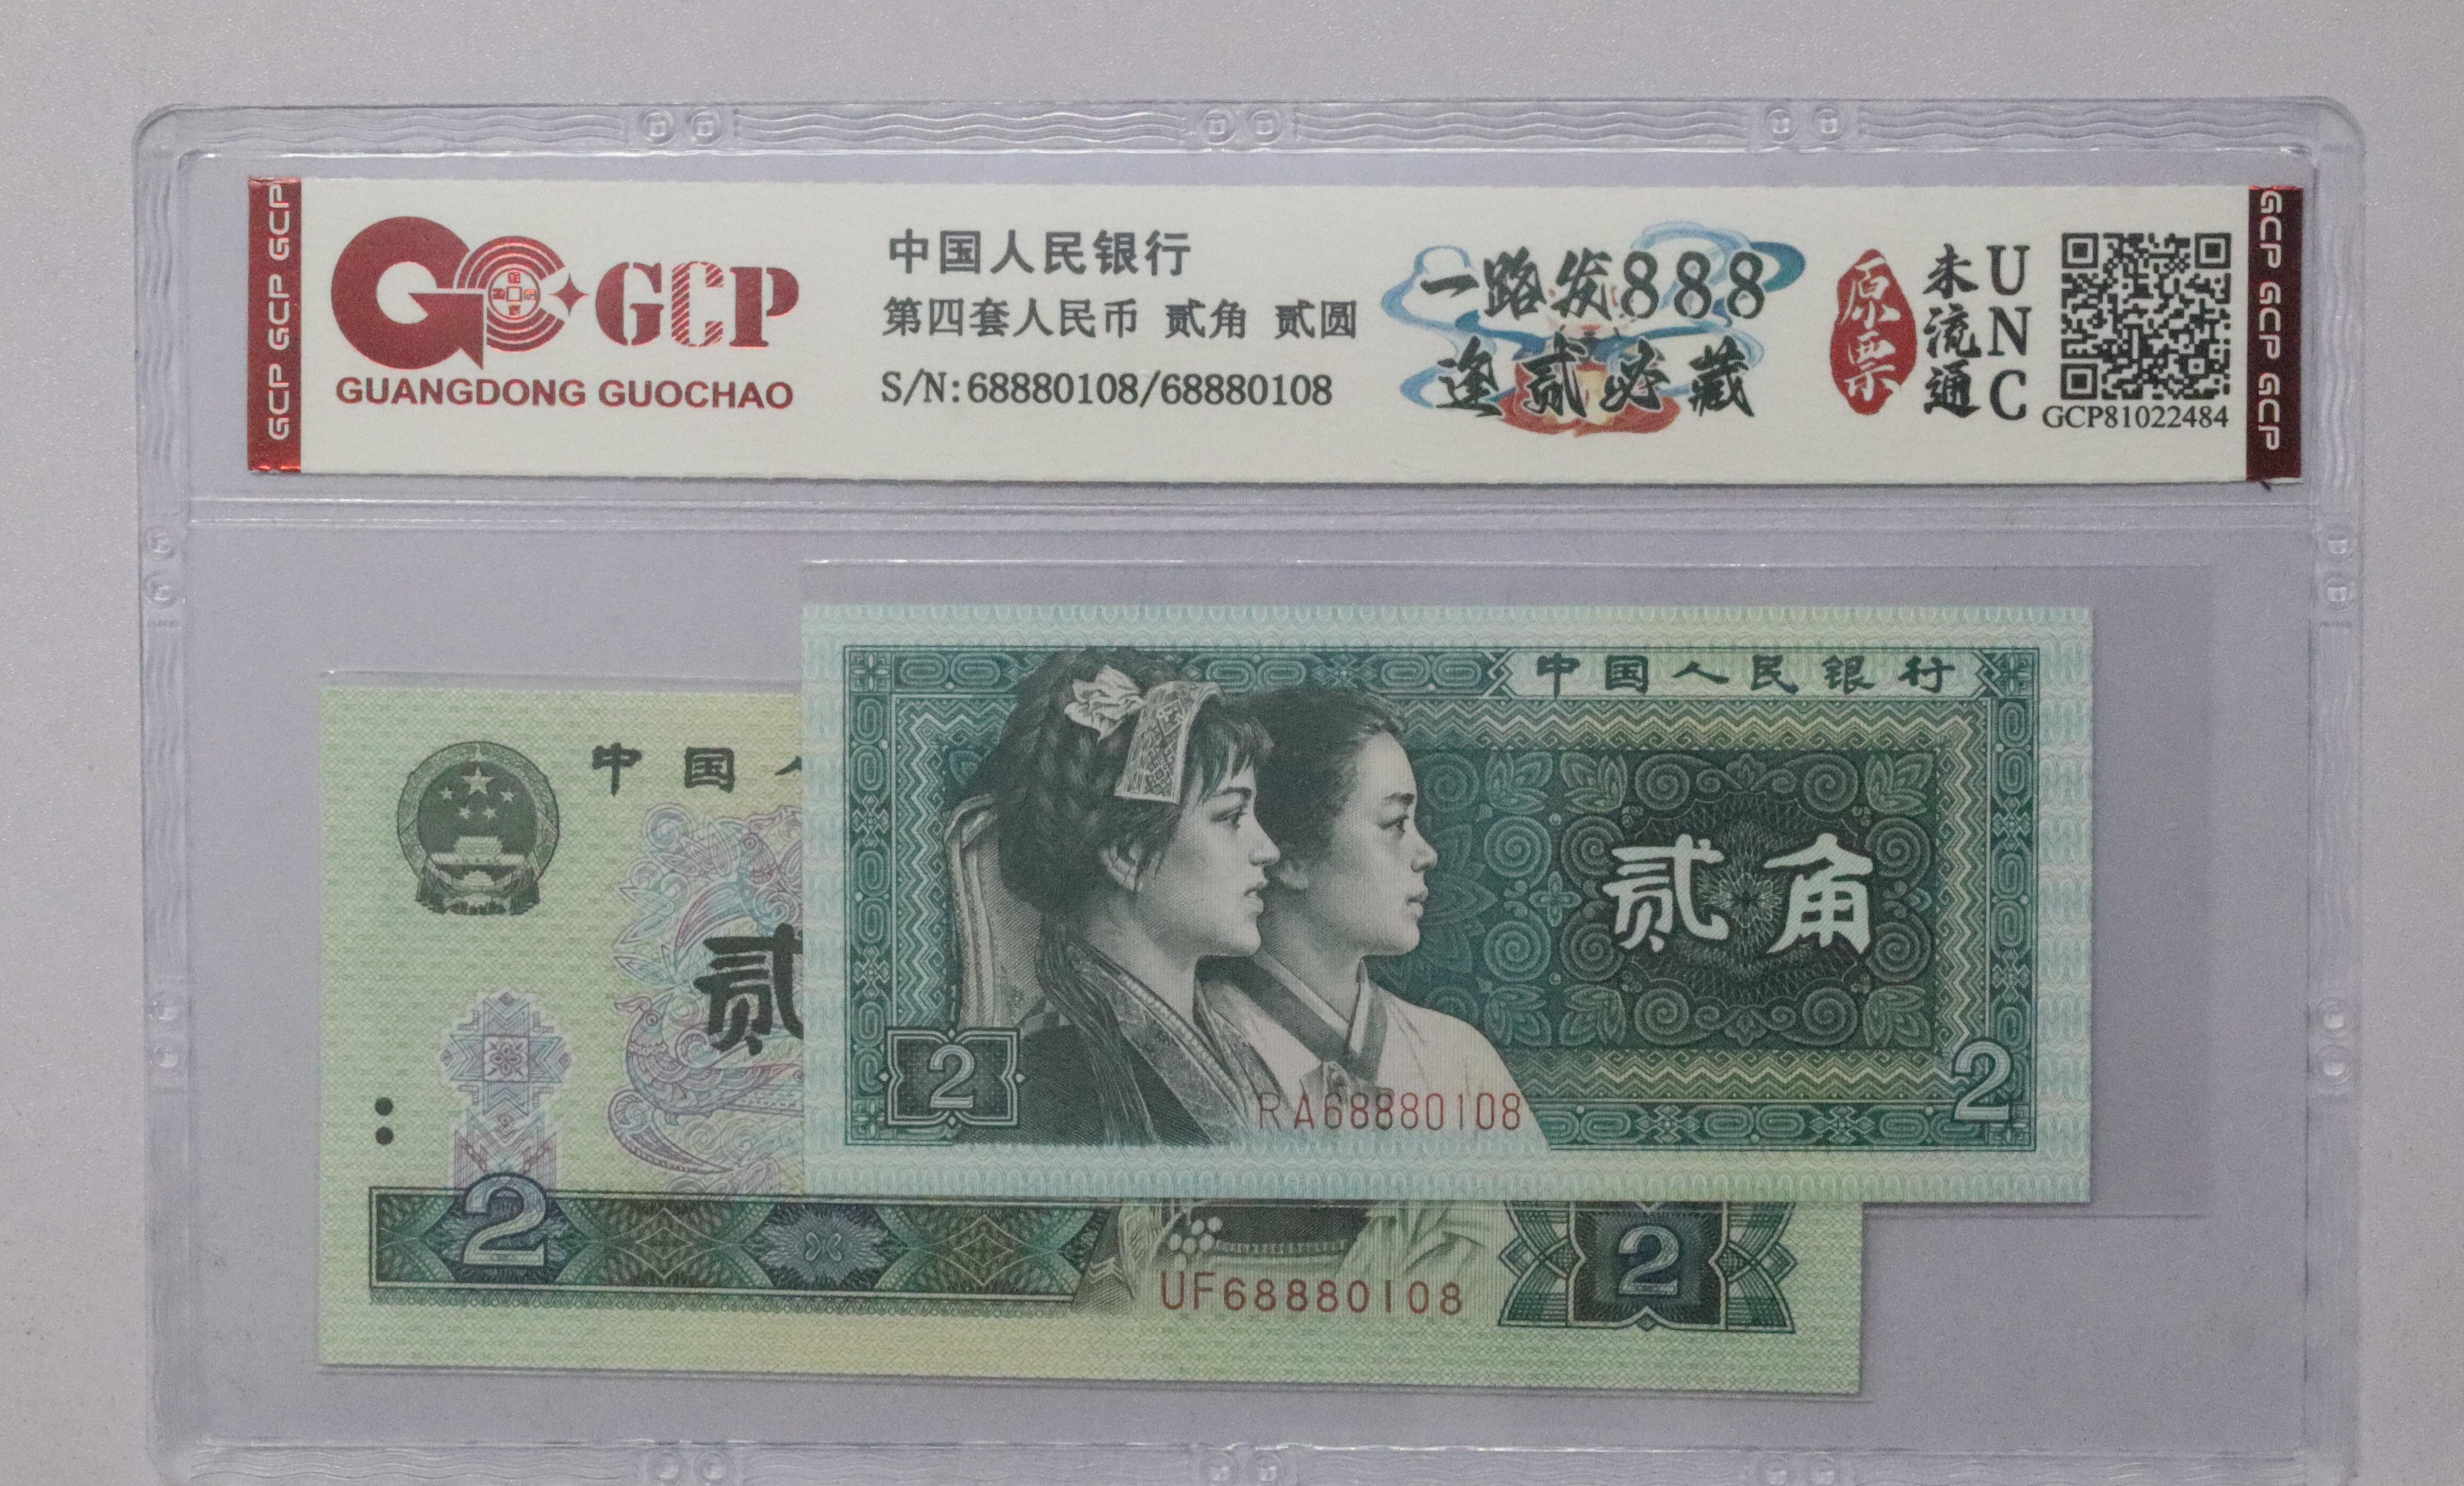 GCP GCP GCP
GCP
GUANGDONG GUOCHAO
中国人民银行
第四套人民币 贰角 贰圆
S/N:68880108/68880108
一路发888
逢贰必藏
原票
未流通
UNC
GCP81022484
GCP GCP GCP
中国人民银行
贰角
2
2
RA68880108
中国人
贰
2
2
UF68880108